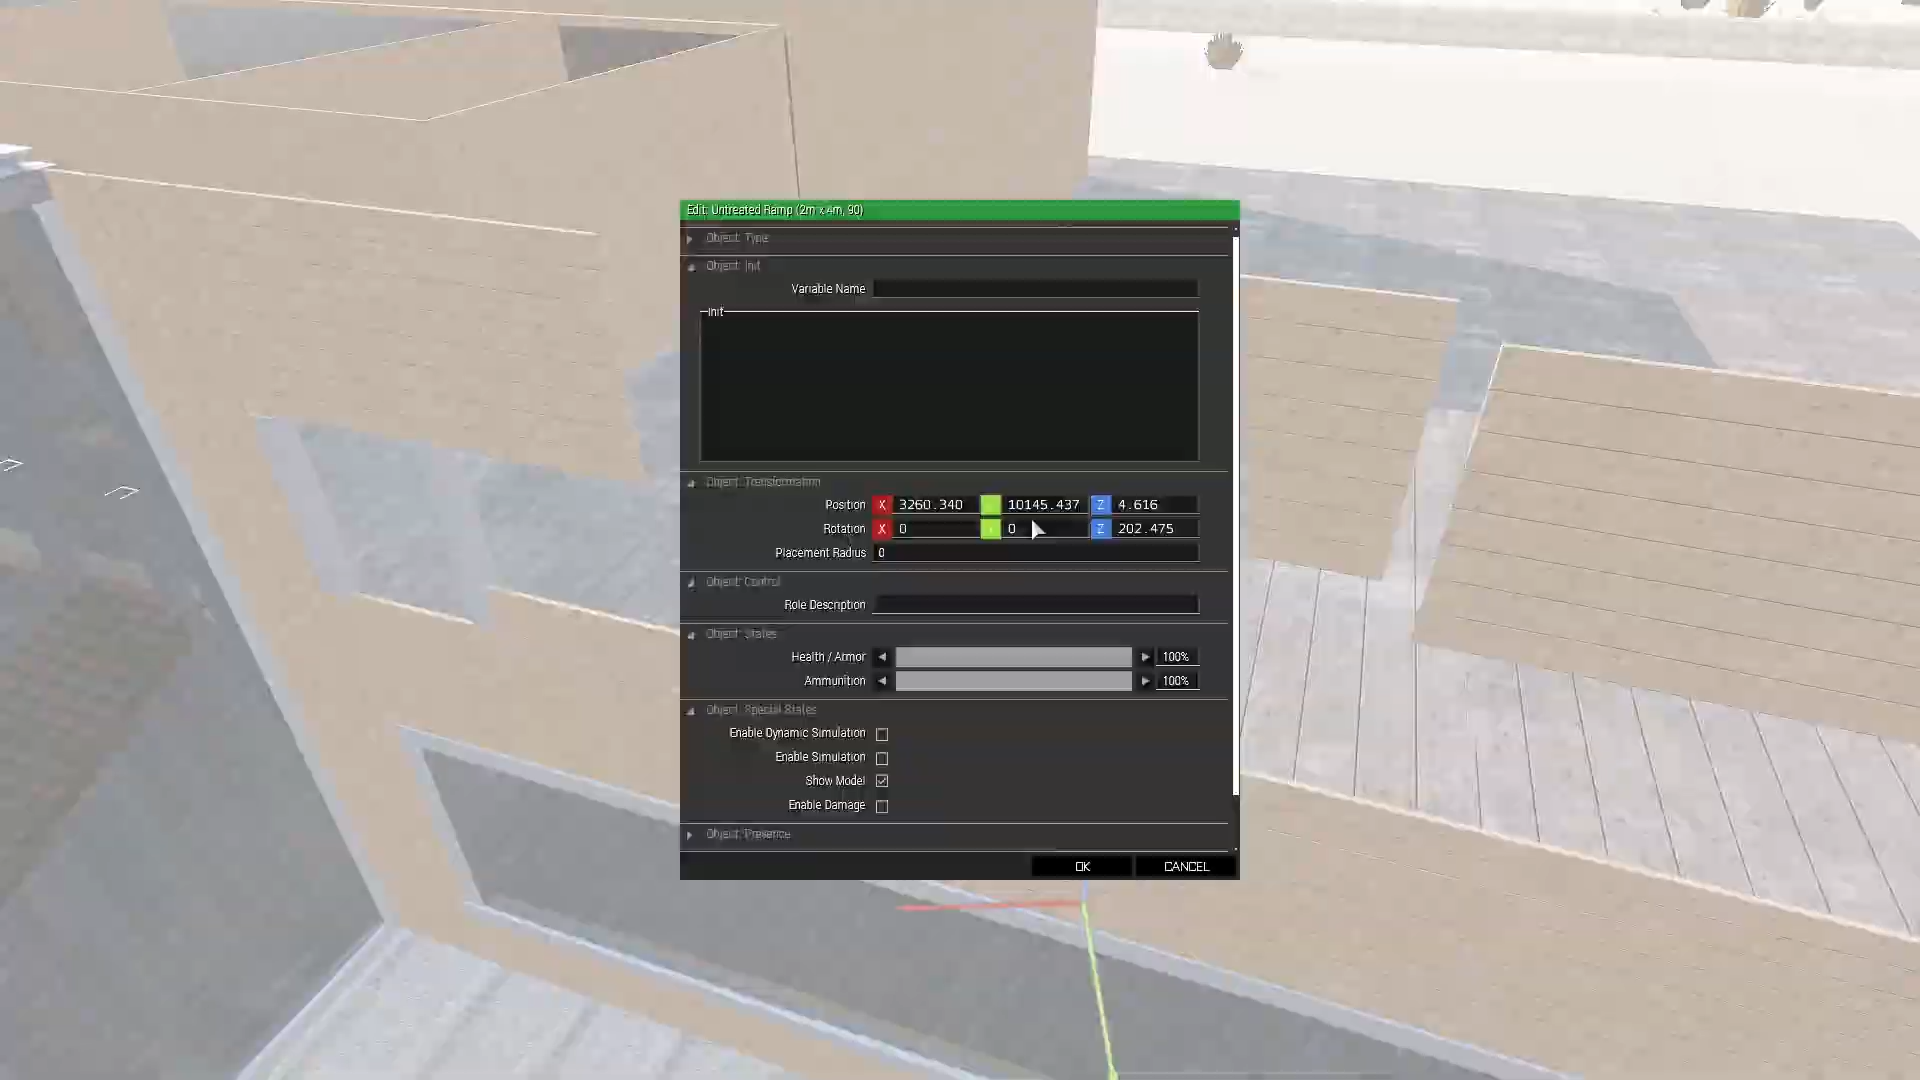 Edit: Untreated Ramp (2m x 4m, 90)
Object: Type
Object: Init
Variable Name
Init
Object: Transformation
Position X 3260.340 10145.437 Z 4.616
Rotation X 0 0 Z 202.475
Placement Radius 0
Object: Control
Role Description
Object: States
Health / Armor 100%
Ammunition 100%
Object: Special States
Enable Dynamic Simulation
Enable Simulation
Show Model
Enable Damage
Object: Presence
OK CANCEL